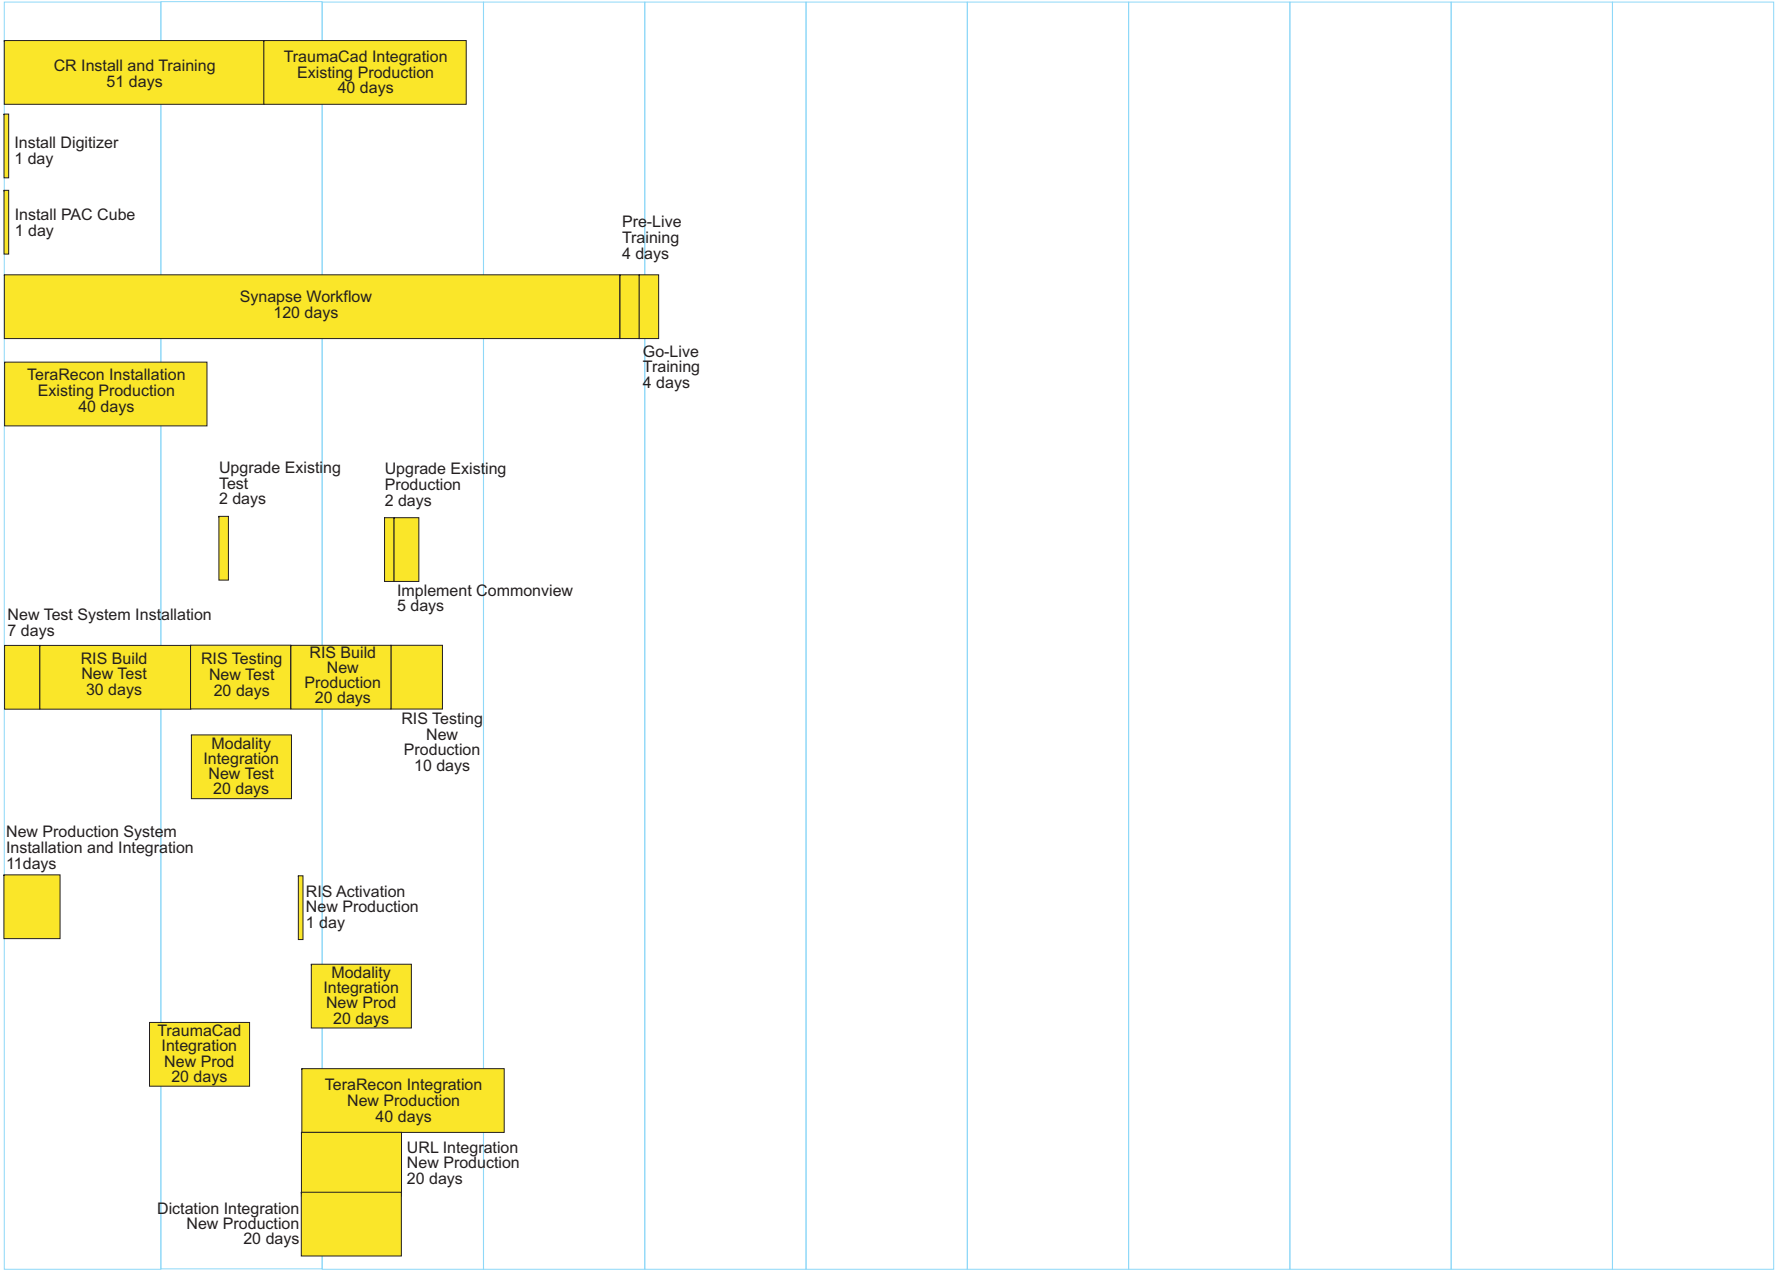 CR Install and Training
51 days
TraumaCad Integration
Existing Production
40 days
Install Digitizer
1 day
Install PAC Cube
1 day
Pre-Live
Training
4 days
Synapse Workflow
120 days
Go-Live
Training
4 days
TeraRecon Installation
Existing Production
40 days
Upgrade Existing
Test
2 days
Upgrade Existing
Production
2 days
Implement Commonview
5 days
New Test System Installation
7 days
RIS Build
New Test
30 days
RIS Testing
New Test
20 days
RIS Build
New
Production
20 days
RIS Testing
New
Production
10 days
Modality
Integration
New Test
20 days
New Production System
Installation and Integration
11days
RIS Activation
New Production
1 day
Modality
Integration
New Prod
20 days
TraumaCad
Integration
New Prod
20 days
TeraRecon Integration
New Production
40 days
URL Integration
New Production
20 days
Dictation Integration
New Production
20 days